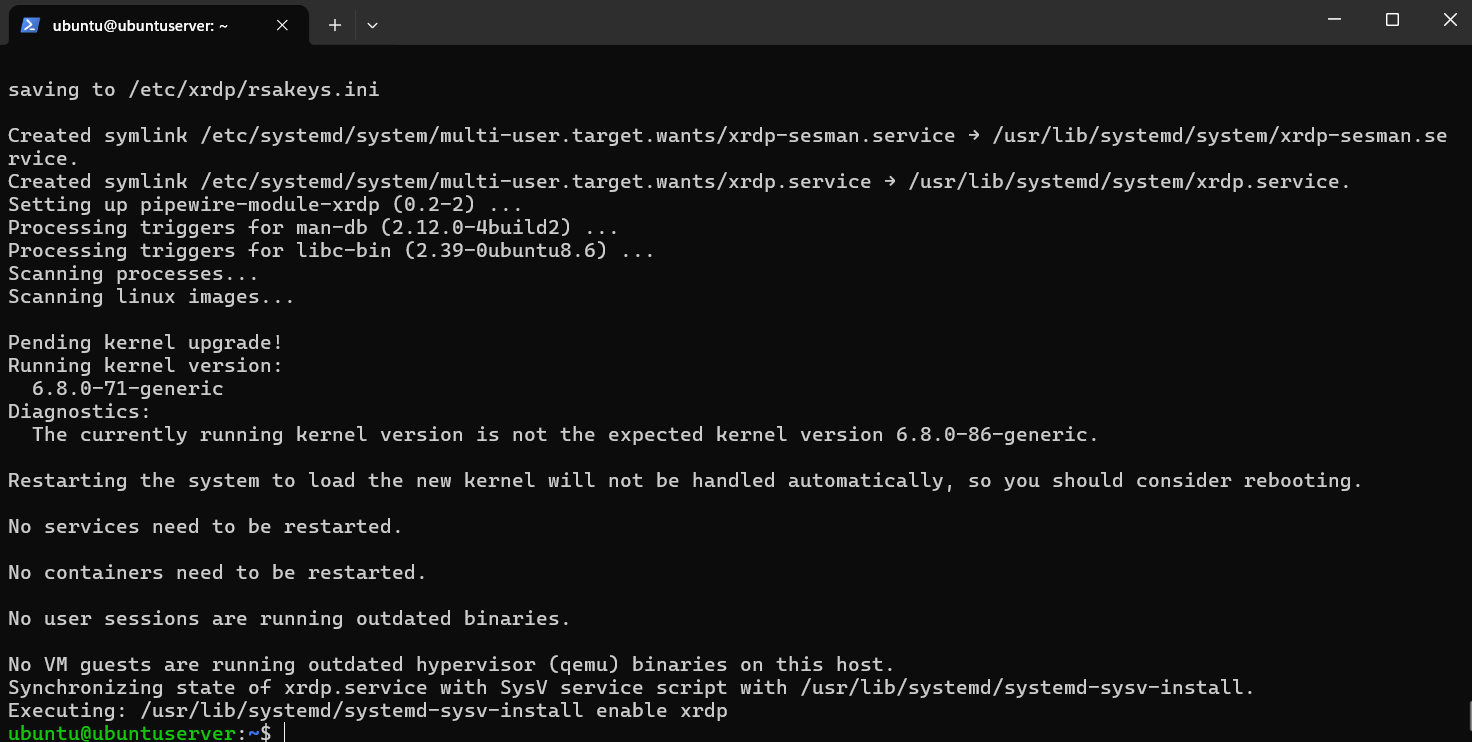 ubuntu@ubuntuserver: ~
saving to /etc/xrdp/rsakeys.ini
Created symlink /etc/systemd/system/multi-user.target.wants/xrdp-sesman.service → /usr/lib/systemd/system/xrdp-sesman.se
rvice.
Created symlink /etc/systemd/system/multi-user.target.wants/xrdp.service → /usr/lib/systemd/system/xrdp.service.
Setting up pipewire-module-xrdp (0.2-2) ...
Processing triggers for man-db (2.12.0-4build2) ...
Processing triggers for libc-bin (2.39-0ubuntu8.6) ...
Scanning processes...
Scanning linux images...
Pending kernel upgrade!
Running kernel version:
  6.8.0-71-generic
Diagnostics:
  The currently running kernel version is not the expected kernel version 6.8.0-86-generic.
Restarting the system to load the new kernel will not be handled automatically, so you should consider rebooting.
No services need to be restarted.
No containers need to be restarted.
No user sessions are running outdated binaries.
No VM guests are running outdated hypervisor (qemu) binaries on this host.
Synchronizing state of xrdp.service with SysV service script with /usr/lib/systemd/systemd-sysv-install.
Executing: /usr/lib/systemd/systemd-sysv-install enable xrdp
ubuntu@ubuntuserver:~$